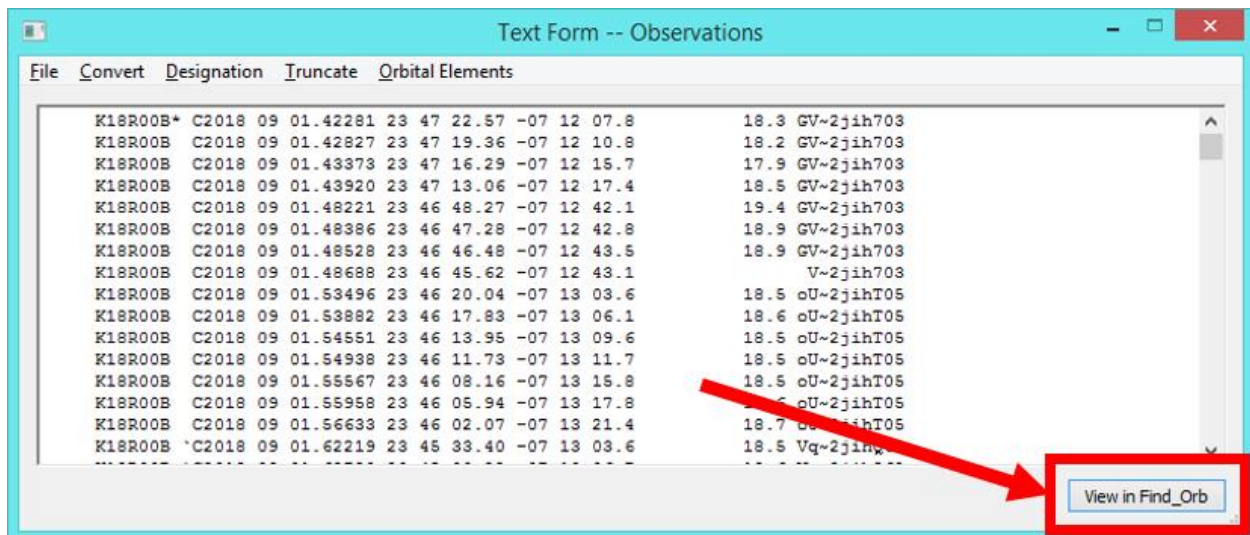 Text Form -- Observations
File Convert Designation Truncate Orbital Elements
K18R00B* C2018 09 01.42281 23 47 22.57 -07 12 07.8 18.3 GV~2jih703
K18R00B C2018 09 01.42827 23 47 19.36 -07 12 10.8 18.2 GV~2jih703
K18R00B C2018 09 01.43373 23 47 16.29 -07 12 15.7 17.9 GV~2jih703
K18R00B C2018 09 01.43920 23 47 13.06 -07 12 17.4 18.5 GV~2jih703
K18R00B C2018 09 01.48221 23 46 48.27 -07 12 42.1 19.4 GV~2jih703
K18R00B C2018 09 01.48386 23 46 47.28 -07 12 42.8 18.9 GV~2jih703
K18R00B C2018 09 01.48528 23 46 46.48 -07 12 43.5 18.9 GV~2jih703
K18R00B C2018 09 01.48688 23 46 45.62 -07 12 43.1 V~2jih703
K18R00B C2018 09 01.53496 23 46 20.04 -07 13 03.6 18.5 oU~2jihT05
K18R00B C2018 09 01.53882 23 46 17.83 -07 13 06.1 18.6 oU~2jihT05
K18R00B C2018 09 01.54551 23 46 13.95 -07 13 09.6 18.5 oU~2jihT05
K18R00B C2018 09 01.54938 23 46 11.73 -07 13 11.7 18.5 oU~2jihT05
K18R00B C2018 09 01.55567 23 46 08.16 -07 13 15.8 18.5 oU~2jihT05
K18R00B C2018 09 01.55958 23 46 05.94 -07 13 17.8 oU~2jihT05
K18R00B C2018 09 01.56633 23 46 02.07 -07 13 21.4 18.7
K18R00B `C2018 09 01.62219 23 45 33.40 -07 13 03.6 18.5
View in Find_Orb